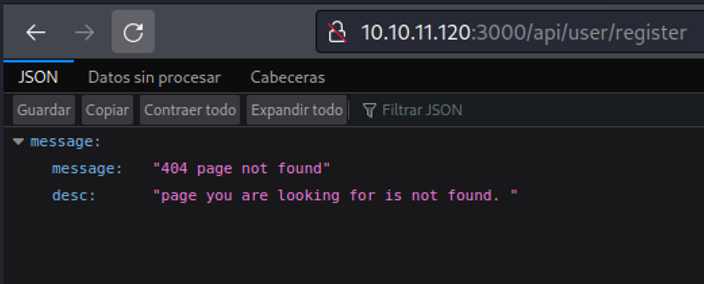 10.10.11.120:3000/api/user/register
JSON Datos sin procesar Cabeceras
Guardar Copiar Contraer todo Expandir todo Filtrar JSON
message:
message: "404 page not found"
desc: "page you are looking for is not found. "